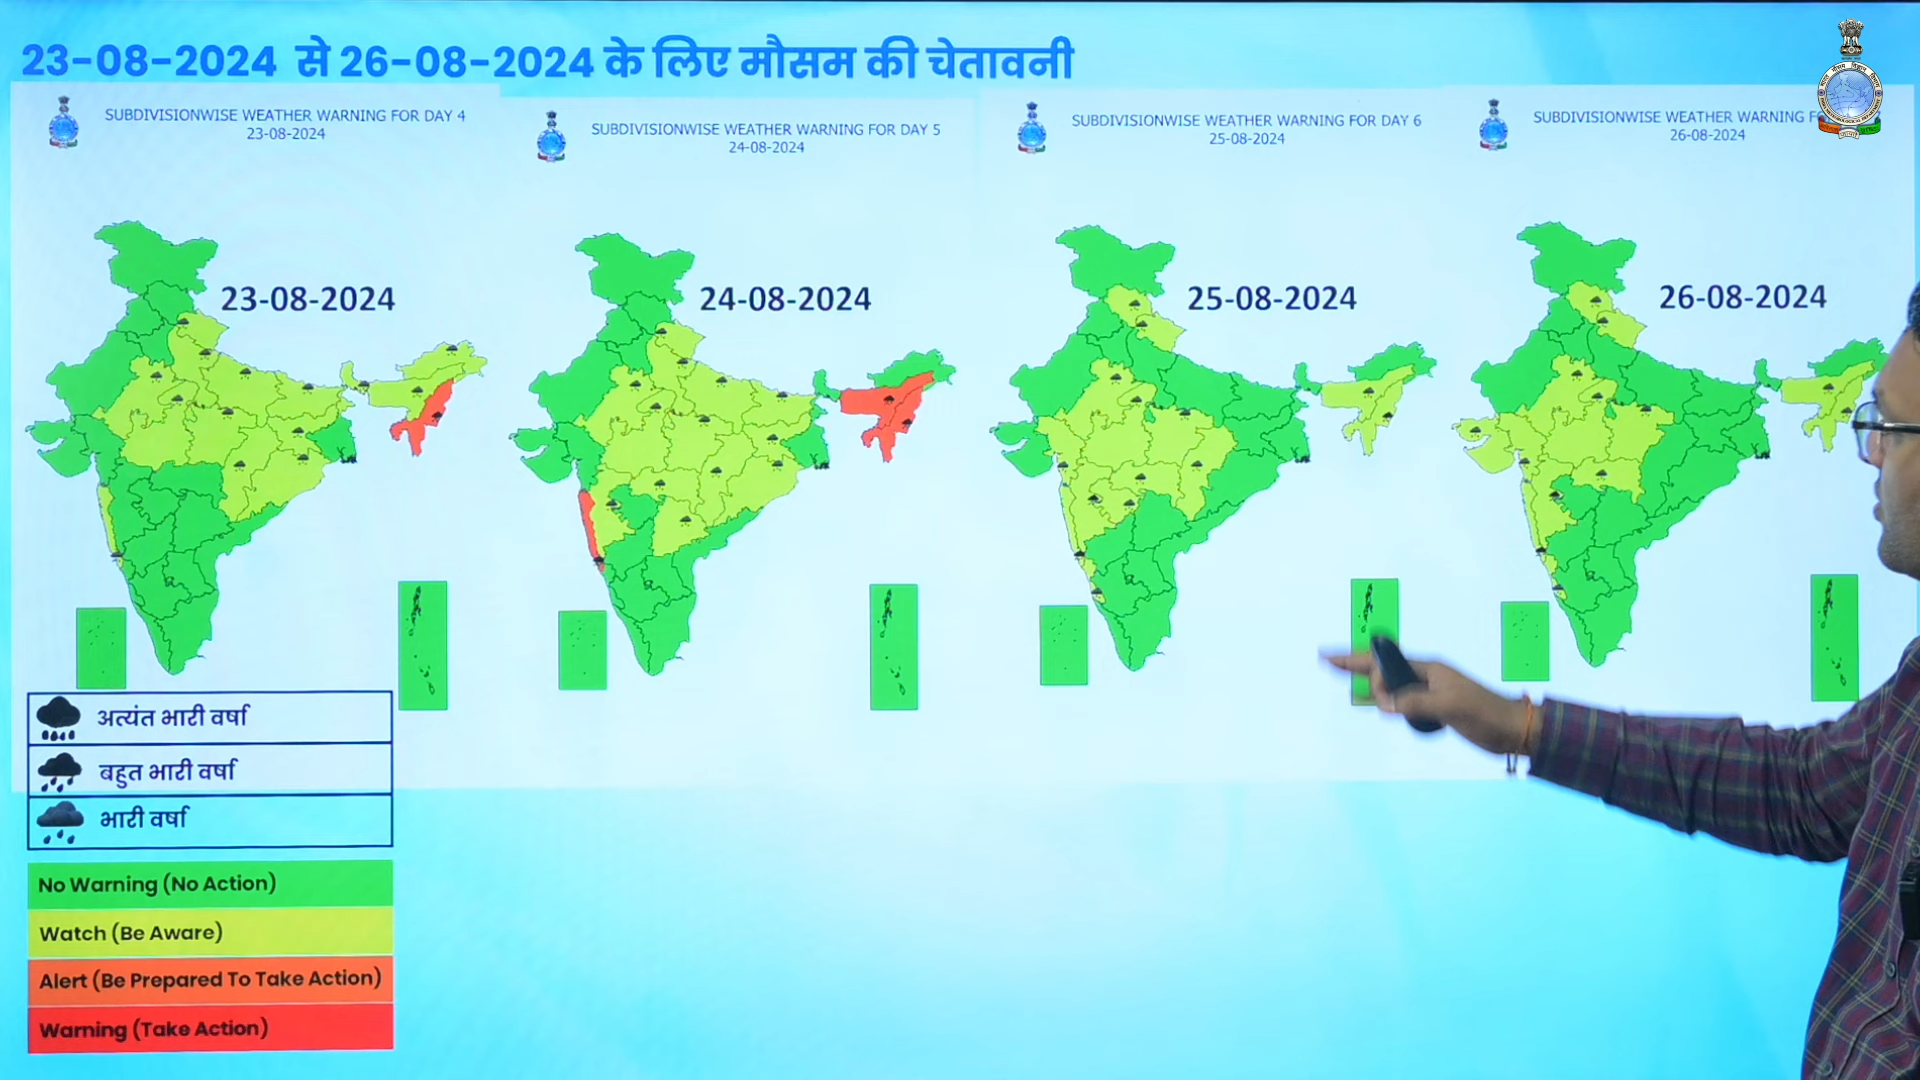 23-08-2024 से 26-08-2024 के लिए मौसम की चेतावनी
SUBDIVISIONWISE WEATHER WARNING FOR DAY 4
23-08-2024
SUBDIVISIONWISE WEATHER WARNING FOR DAY 5
24-08-2024
SUBDIVISIONWISE WEATHER WARNING FOR DAY 6
25-08-2024
SUBDIVISIONWISE WEATHER WARNING
26-08-2024
23-08-2024
24-08-2024
25-08-2024
26-08-2024
अत्यंत भारी वर्षा
बहुत भारी वर्षा
भारी वर्षा
No Warning (No Action)
Watch (Be Aware)
Alert (Be Prepared To Take Action)
Warning (Take Action)